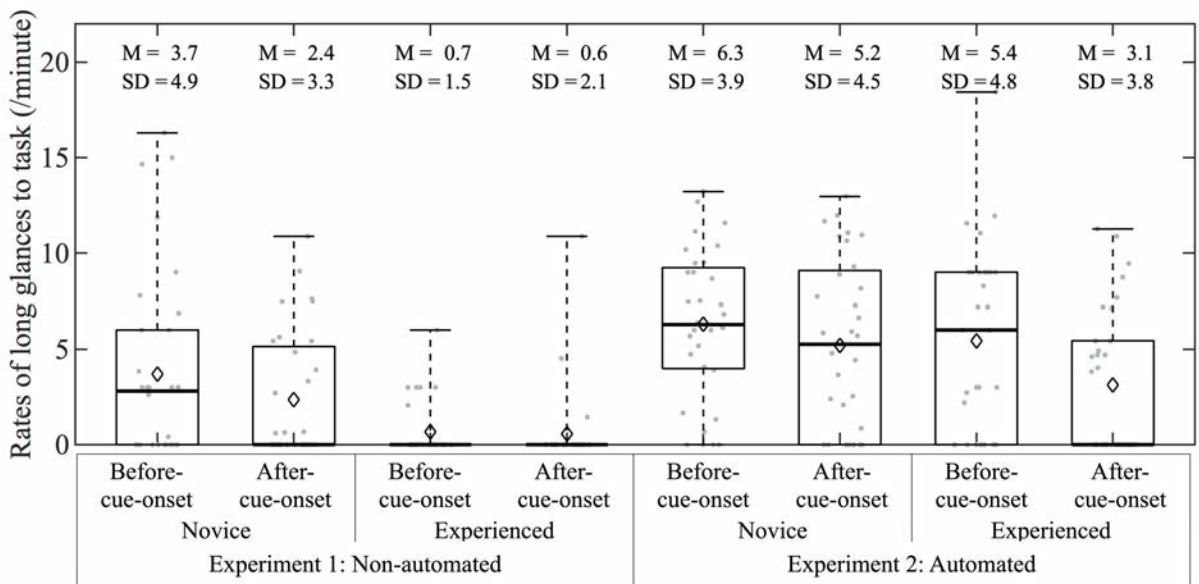 Rates of long glances to task (/minute)
20
15
10
5
0
M = 3.7
SD = 4.9
M = 2.4
SD = 3.3
M = 0.7
SD = 1.5
M = 0.6
SD = 2.1
M = 6.3
SD = 3.9
M = 5.2
SD = 4.5
M = 5.4
SD = 4.8
M = 3.1
SD = 3.8
Before-
cue-onset
After-
cue-onset
Before-
cue-onset
After-
cue-onset
Before-
cue-onset
After-
cue-onset
Before-
cue-onset
After-
cue-onset
Novice
Experienced
Novice
Experienced
Experiment 1: Non-automated
Experiment 2: Automated